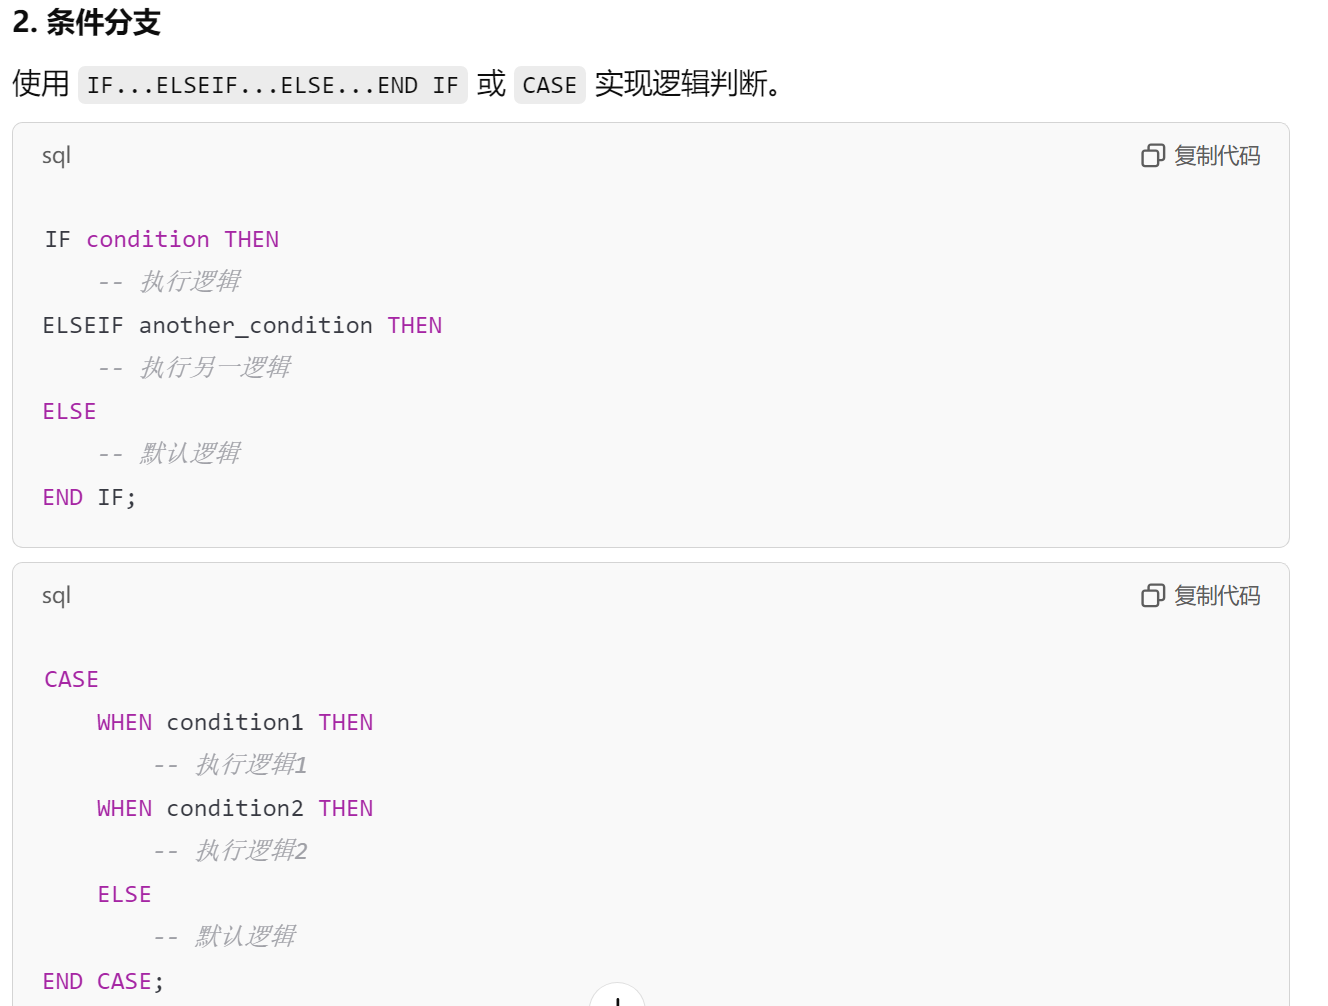 2. 条件分支
使用 IF...ELSEIF...ELSE...END IF 或 CASE 实现逻辑判断。
sql
复制代码
IF condition THEN
    -- 执行逻辑
ELSEIF another_condition THEN
    -- 执行另一逻辑
ELSE
    -- 默认逻辑
END IF;
sql
复制代码
CASE
    WHEN condition1 THEN
        -- 执行逻辑1
    WHEN condition2 THEN
        -- 执行逻辑2
    ELSE
        -- 默认逻辑
END CASE;